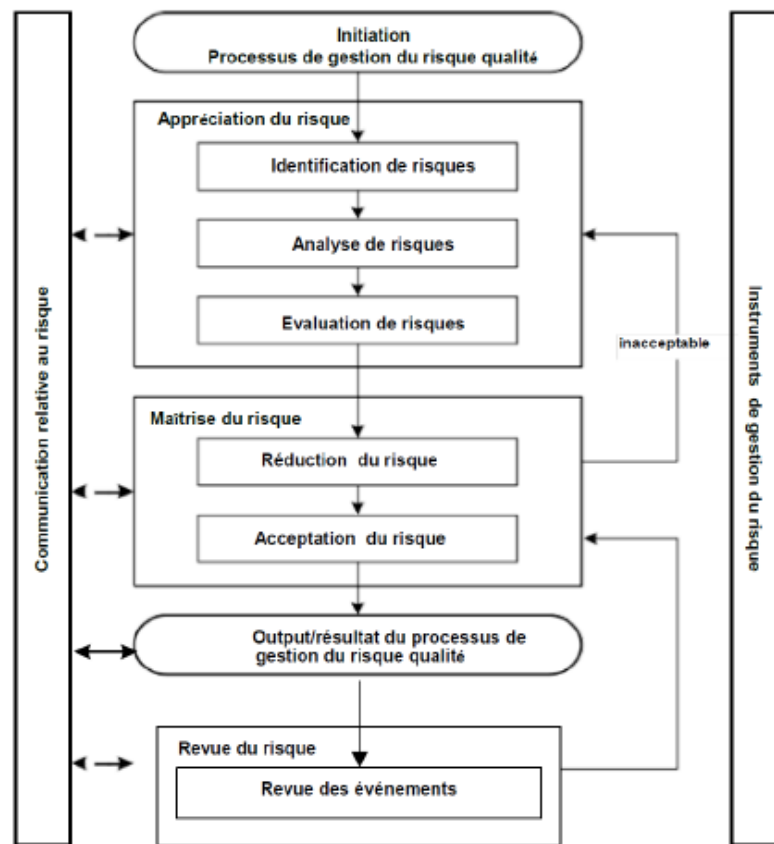 Initiation
Processus de gestion du risque qualité
Appréciation du risque
Identification de risques
Analyse de risques
Evaluation de risques
inacceptable
Maîtrise du risque
Réduction du risque
Acceptation du risque
Output/résultat du processus de
gestion du risque qualité
Revue du risque
Revue des événements
Communication relative au risque
Instruments de gestion du risque